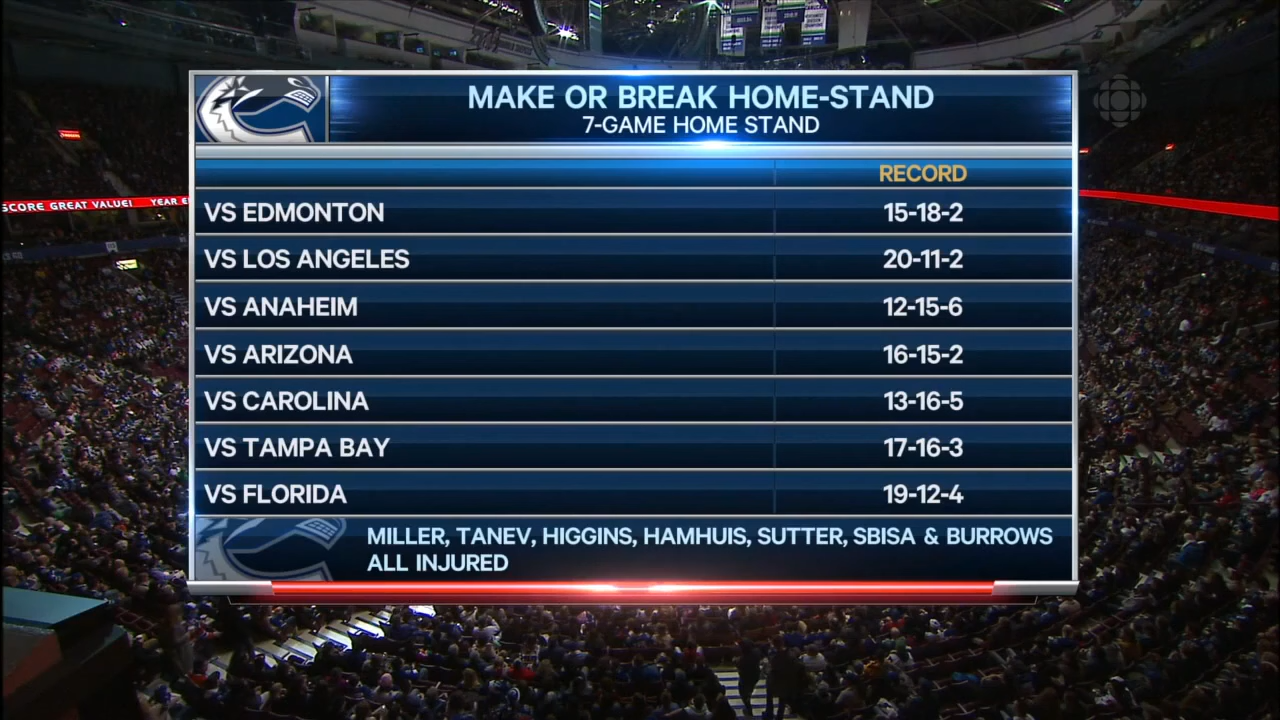 MAKE OR BREAK HOME-STAND
7-GAME HOME STAND
RECORD
VS EDMONTON 15-18-2
VS LOS ANGELES 20-11-2
VS ANAHEIM 12-15-6
VS ARIZONA 16-15-2
VS CAROLINA 13-16-5
VS TAMPA BAY 17-16-3
VS FLORIDA 19-12-4
MILLER, TANEV, HIGGINS, HAMHUIS, SUTTER, SBISA & BURROWS
ALL INJURED
SCORE GREAT VALUE! YEAR E